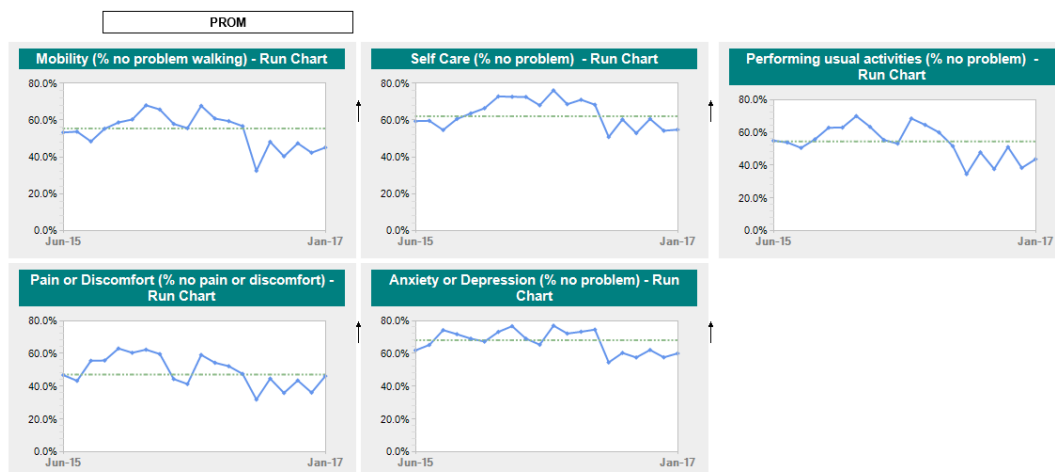 PROM
Mobility (% no problem walking) - Run Chart
80.0%
60.0%
40.0%
20.0%
0.0%
Jun-15
Jan-17
Self Care (% no problem) - Run Chart
80.0%
60.0%
40.0%
20.0%
0.0%
Jun-15
Jan-17
Performing usual activities (% no problem) -
Run Chart
80.0%
60.0%
40.0%
20.0%
0.0%
Jun-15
Jan-17
Pain or Discomfort (% no pain or discomfort) -
Run Chart
80.0%
60.0%
40.0%
20.0%
0.0%
Jun-15
Jan-17
Anxiety or Depression (% no problem) - Run
Chart
80.0%
60.0%
40.0%
20.0%
0.0%
Jun-15
Jan-17